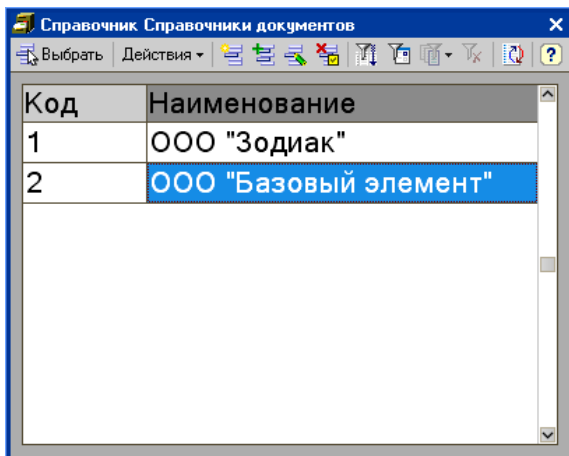 Справочник Справочники документов
Выбрать Действия
Код Наименование
1 ООО "Зодиак"
2 ООО "Базовый элемент"